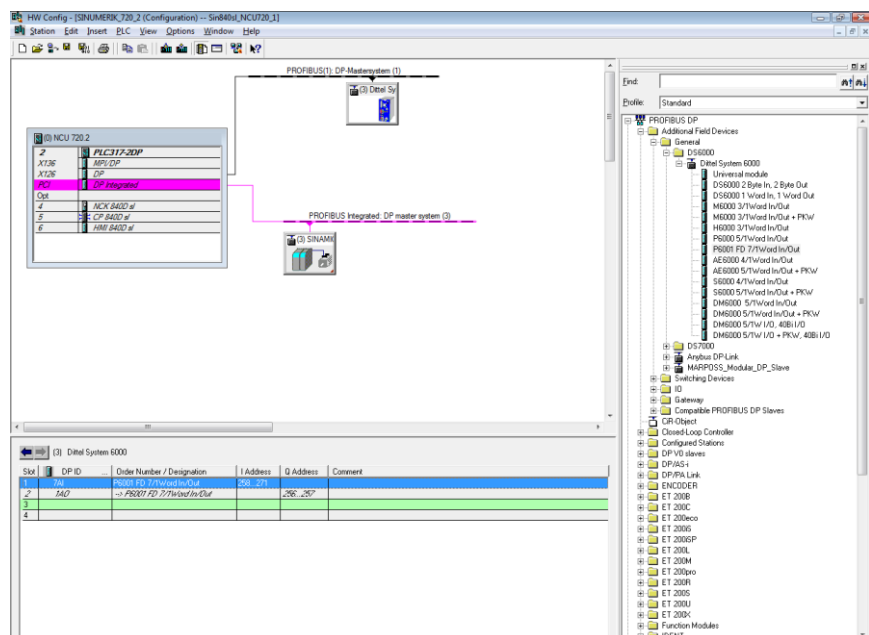 HW Config - [SINUMERIK_720_2 (Configuration) -- Sin840sl_NCU720_1]
Station Edit Insert PLC View Options Window Help
PROFIBUS(1): DP-Mastersystem (1)
(3) Dittel Sy
(0) NCU 720.2
2 PLC317-2DP
X136 MPI/DP
X126 DP
PCI DP Integrated
Opt
4 NCK 840D sl
5 CP 840D sl
6 HMI 840D sl
PROFIBUS Integrated: DP master system (3)
(3) SINAMI
Find:
Profile: Standard
PROFIBUS DP
Additional Field Devices
General
DS6000
Dittel System 6000
Universal module
DS6000 2 Byte In, 2 Byte Out
DS6000 1 Word In, 1 Word Out
M6000 3/1Word In/Out
M6000 3/1Word In/Out + PKW
H6000 3/1Word In/Out
P6000 5/1Word In/Out
P6001 FD 7/1Word In/Out
AE6000 4/1Word In/Out
AE6000 5/1Word In/Out + PKW
S6000 4/1Word In/Out
S6000 5/1Word In/Out + PKW
DM6000 5/1Word In/Out
DM6000 5/1Word In/Out + PKW
DM6000 5/1W I/O, 40Bi I/O
DM6000 5/1W I/O + PKW, 40Bi I/O
DS7000
Anybus DP-Link
MARPOSS_Modular_DP_Slave
Switching Devices
IO
Gateway
Compatible PROFIBUS DP Slaves
CiR-Object
Closed-Loop Controller
Configured Stations
DP V0 slaves
DP/AS-i
DP/PA Link
ENCODER
ET 200B
ET 200C
ET 200eco
ET 200iS
ET 200iSP
ET 200L
ET 200M
ET 200pro
ET 200R
ET 200S
ET 200U
ET 200X
Function Modules
IDENT
(3) Dittel System 6000
Slot DP ID ... Order Number / Designation I Address Q Address Comment
1 7AI P6001 FD 7/1Word In/Out 258...271
2 1AO --> P6001 FD 7/1Word In/Out 256...257
3
4